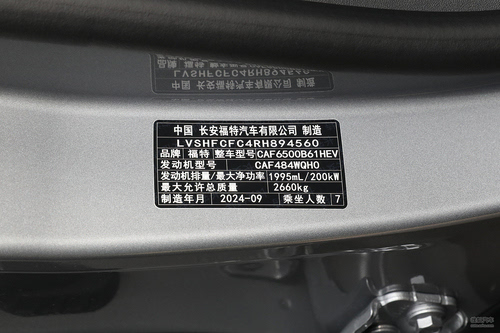 中国 长安福特汽车有限公司 制造
LVSHFCFC4RH894560
品牌 福特 整车型号 CAF6500B61HEV
发动机型号 CAF484WQH0
发动机排量/最大净功率 1995mL/200kW
最大允许总质量 2660kg
制造年月 2024-09 乘坐人数 7